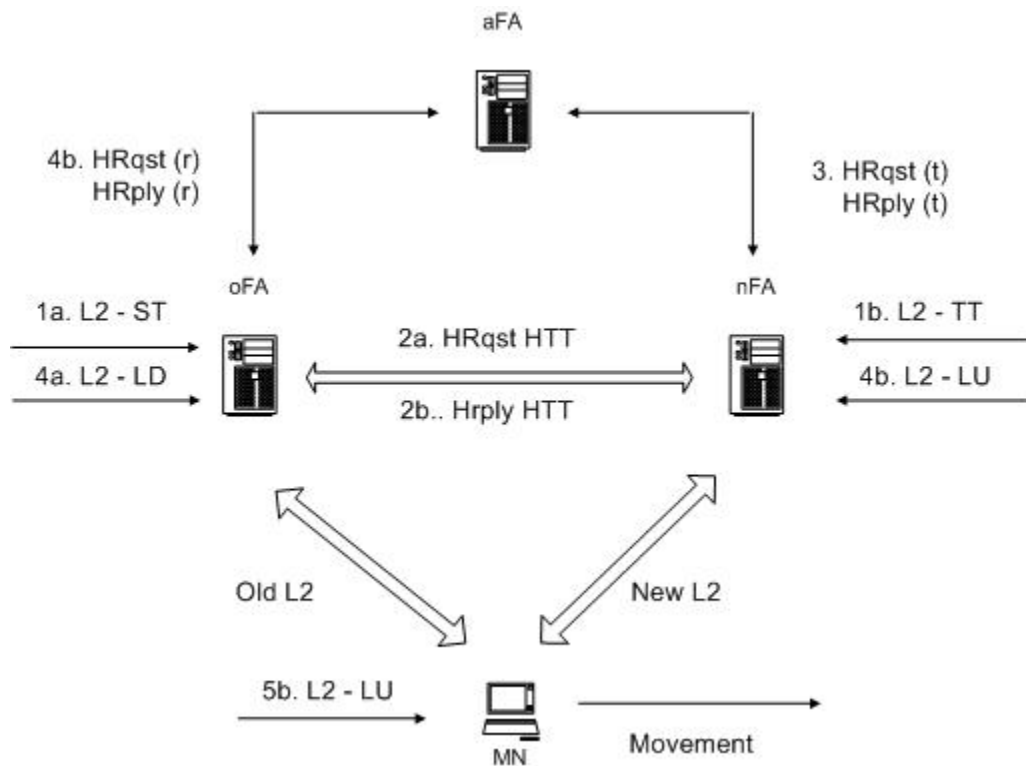 aFA
4b. HRqst (r)
HRply (r)
3. HRqst (t)
HRply (t)
oFA
nFA
1a. L2 - ST
2a. HRqst HTT
1b. L2 - TT
4a. L2 - LD
2b.. Hrply HTT
4b. L2 - LU
Old L2
New L2
5b. L2 - LU
MN
Movement